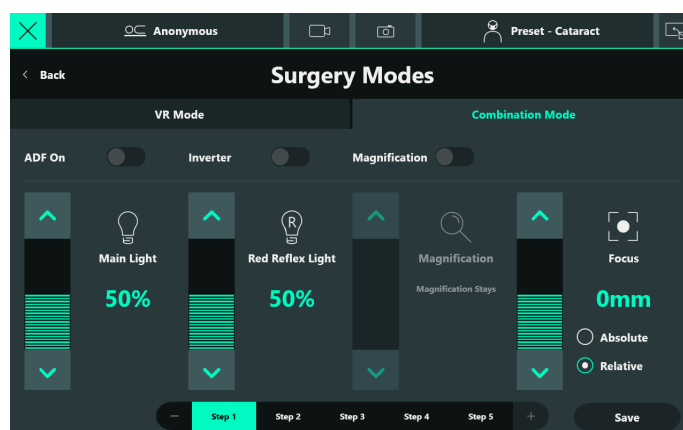 Anonymous
Preset - Cataract
Back
Surgery Modes
VR Mode
Combination Mode
ADF On
Inverter
Magnification
R
Main Light
Red Reflex Light
Magnification
Focus
50%
50%
Magnification Stays
0mm
Absolute
Relative
Step 1
Step 2
Step 3
Step 4
Step 5
Save